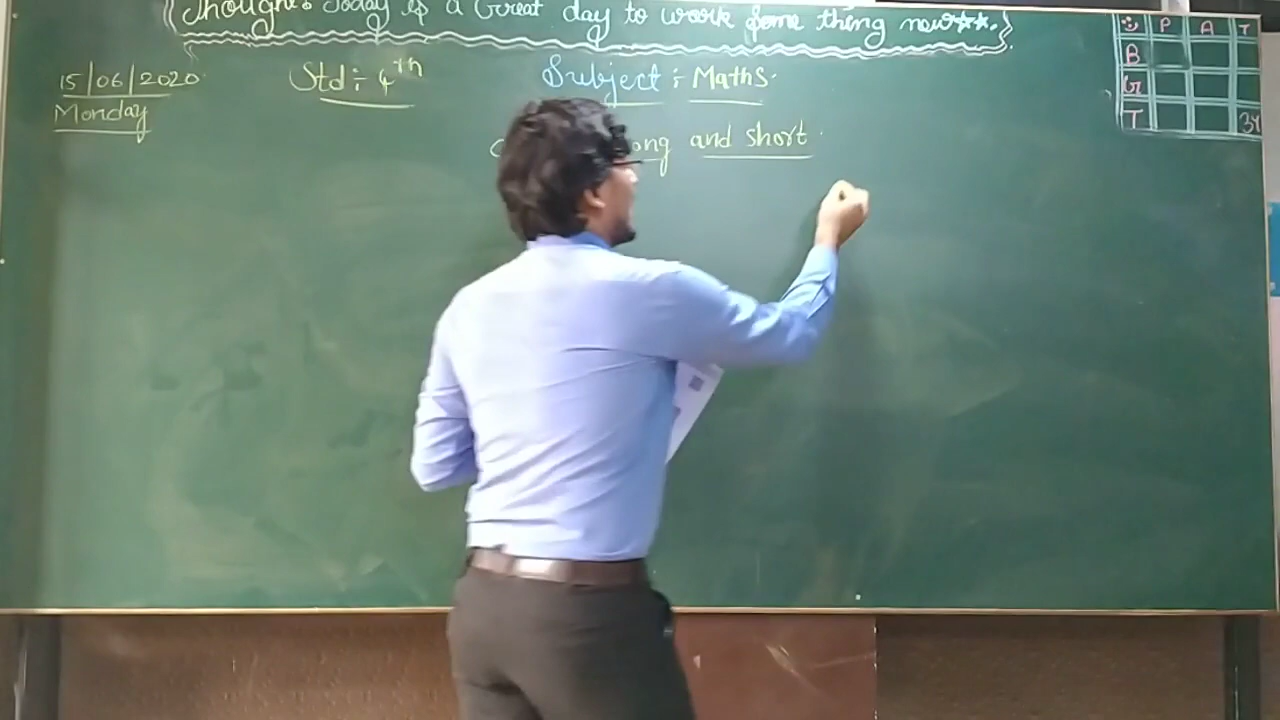 Thought: Today is a Great day to work some thing new**.
15/06/2020
Std:- 4th
Subject :- Maths.
Monday
and short.
P A T
B
G
T